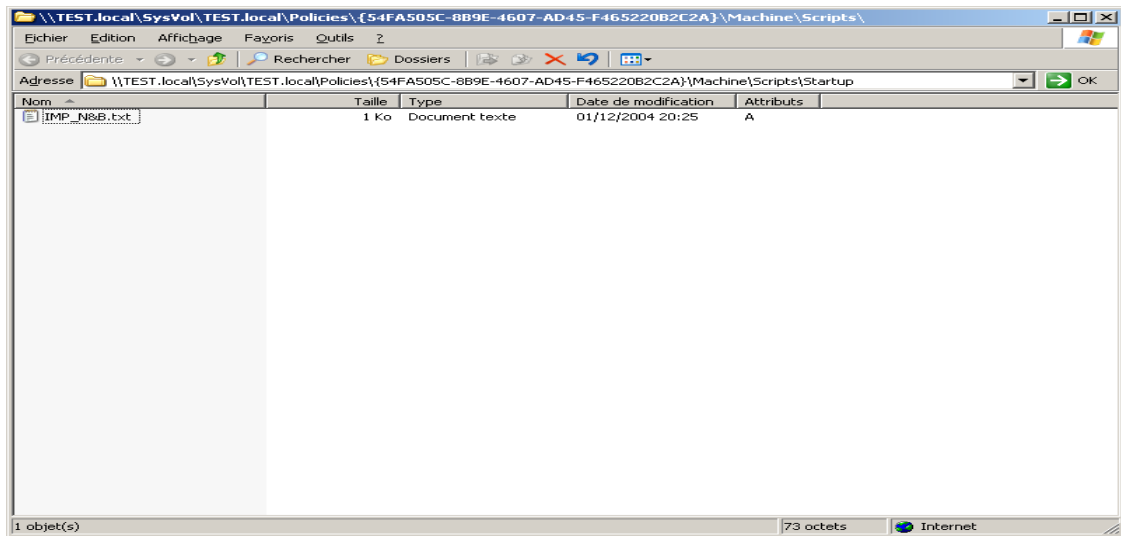 \\TEST.local\SysVol\TEST.local\Policies\{54FA505C-8B9E-4607-AD45-F465220B2C2A}\Machine\Scripts\
Fichier Edition Affichage Favoris Outils ?
Précédente Rechercher Dossiers
Adresse \\TEST.local\SysVol\TEST.local\Policies\{54FA505C-8B9E-4607-AD45-F465220B2C2A}\Machine\Scripts\Startup OK
Nom Taille Type Date de modification Attributs
IMP_N&B.txt 1 Ko Document texte 01/12/2004 20:25 A
1 objet(s) 73 octets Internet